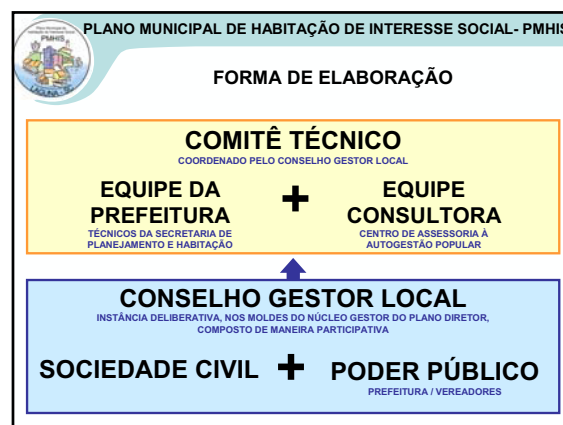 PLANO MUNICIPAL DE HABITAÇÃO DE INTERESSE SOCIAL- PMHIS
PMHIS
LAGUNA - SC
FORMA DE ELABORAÇÃO
COMITÊ TÉCNICO
COORDENADO PELO CONSELHO GESTOR LOCAL
EQUIPE DA
PREFEITURA
TÉCNICOS DA SECRETARIA DE
PLANEJAMENTO E HABITAÇÃO
+
EQUIPE
CONSULTORA
CENTRO DE ASSESSORIA À
AUTOGESTÃO POPULAR
CONSELHO GESTOR LOCAL
INSTÂNCIA DELIBERATIVA, NOS MOLDES DO NÚCLEO GESTOR DO PLANO DIRETOR,
COMPOSTO DE MANEIRA PARTICIPATIVA
SOCIEDADE CIVIL + PODER PÚBLICO
PREFEITURA / VEREADORES